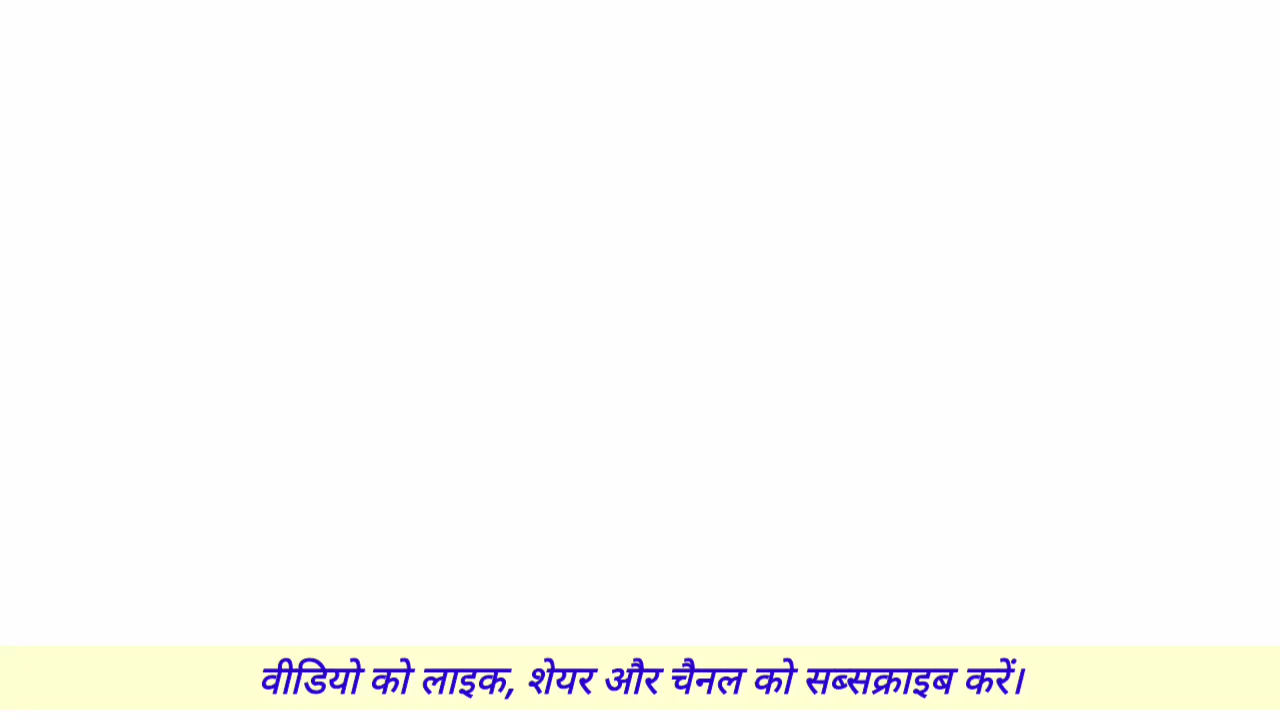 वीडियो को लाइक, शेयर और चैनल को सब्सक्राइब करें।